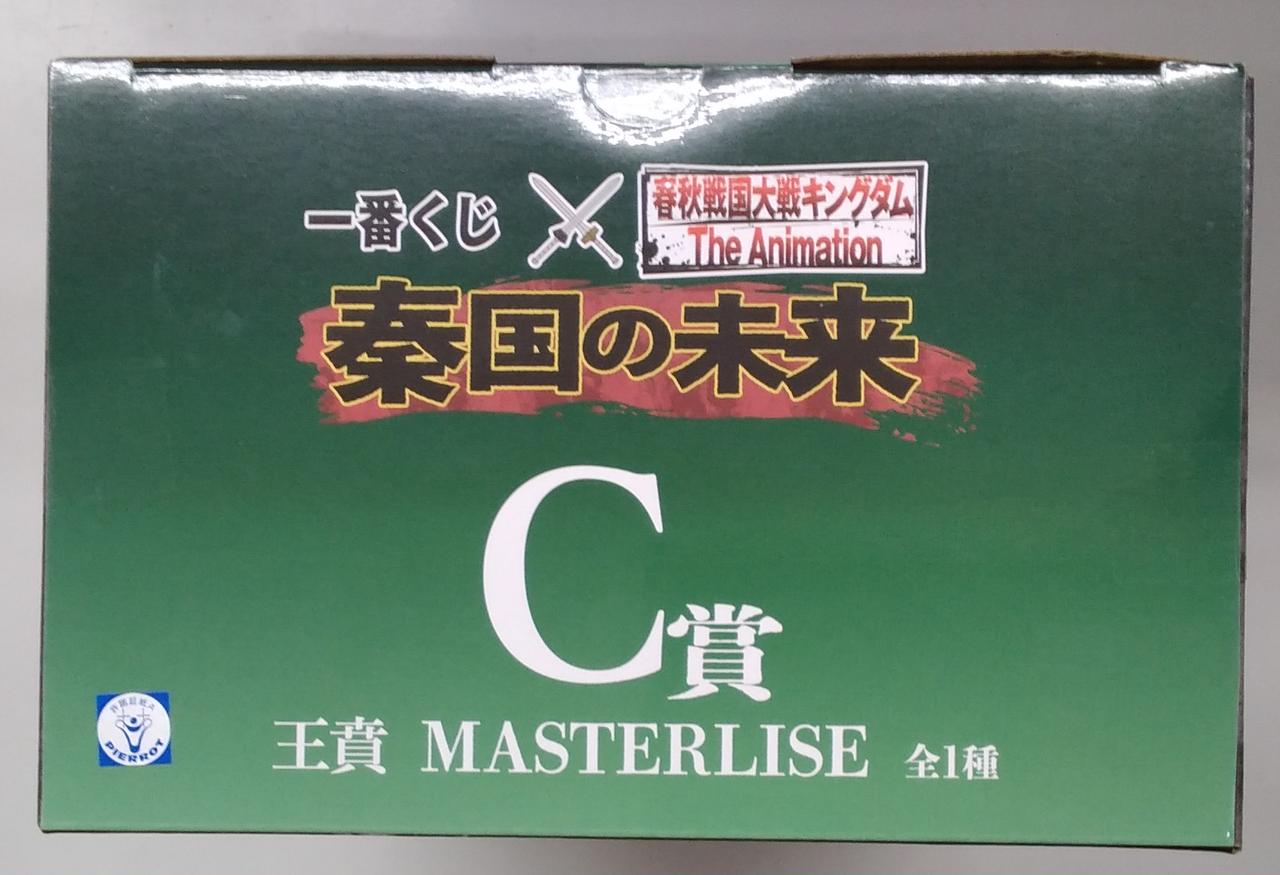 一番くじ
春秋戦国大戦キングダム
The Animation
秦国の未来
C賞
王賁 MASTERLISE 全1種
PIERROT